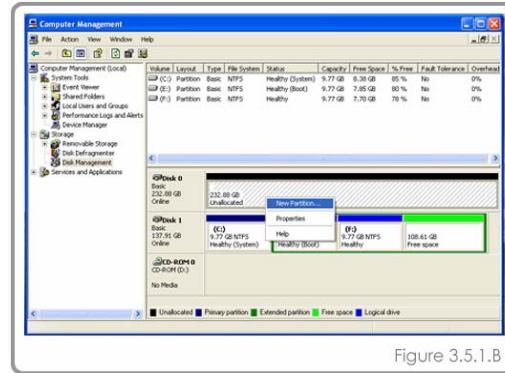 Computer Management
File Action View Window Help
Computer Management (Local)
System Tools
Event Viewer
Shared Folders
Local Users and Groups
Performance Logs and Alerts
Device Manager
Storage
Removable Storage
Disk Defragmenter
Disk Management
Services and Applications
Volume Layout Type File System Status Capacity Free Space % Free Fault Tolerance Overhead
(C:) Partition Basic NTFS Healthy (System) 9.77 GB 8.38 GB 85 % No 0%
(E:) Partition Basic NTFS Healthy (Boot) 9.77 GB 7.85 GB 80 % No 0%
(F:) Partition Basic NTFS Healthy 9.77 GB 7.70 GB 78 % No 0%
Disk 0
Basic
232.88 GB
Online
232.88 GB
Unallocated
New Partition...
Properties
Help
Disk 1
Basic
137.91 GB
Online
(C:)
9.77 GB NTFS
Healthy (System)
Healthy (Boot)
(F:)
9.77 GB NTFS
Healthy
108.61 GB
Free space
CD-ROM 0
CD-ROM (D:)
No Media
Unallocated Primary partition Extended partition Free space Logical drive
Figure 3.5.1.B